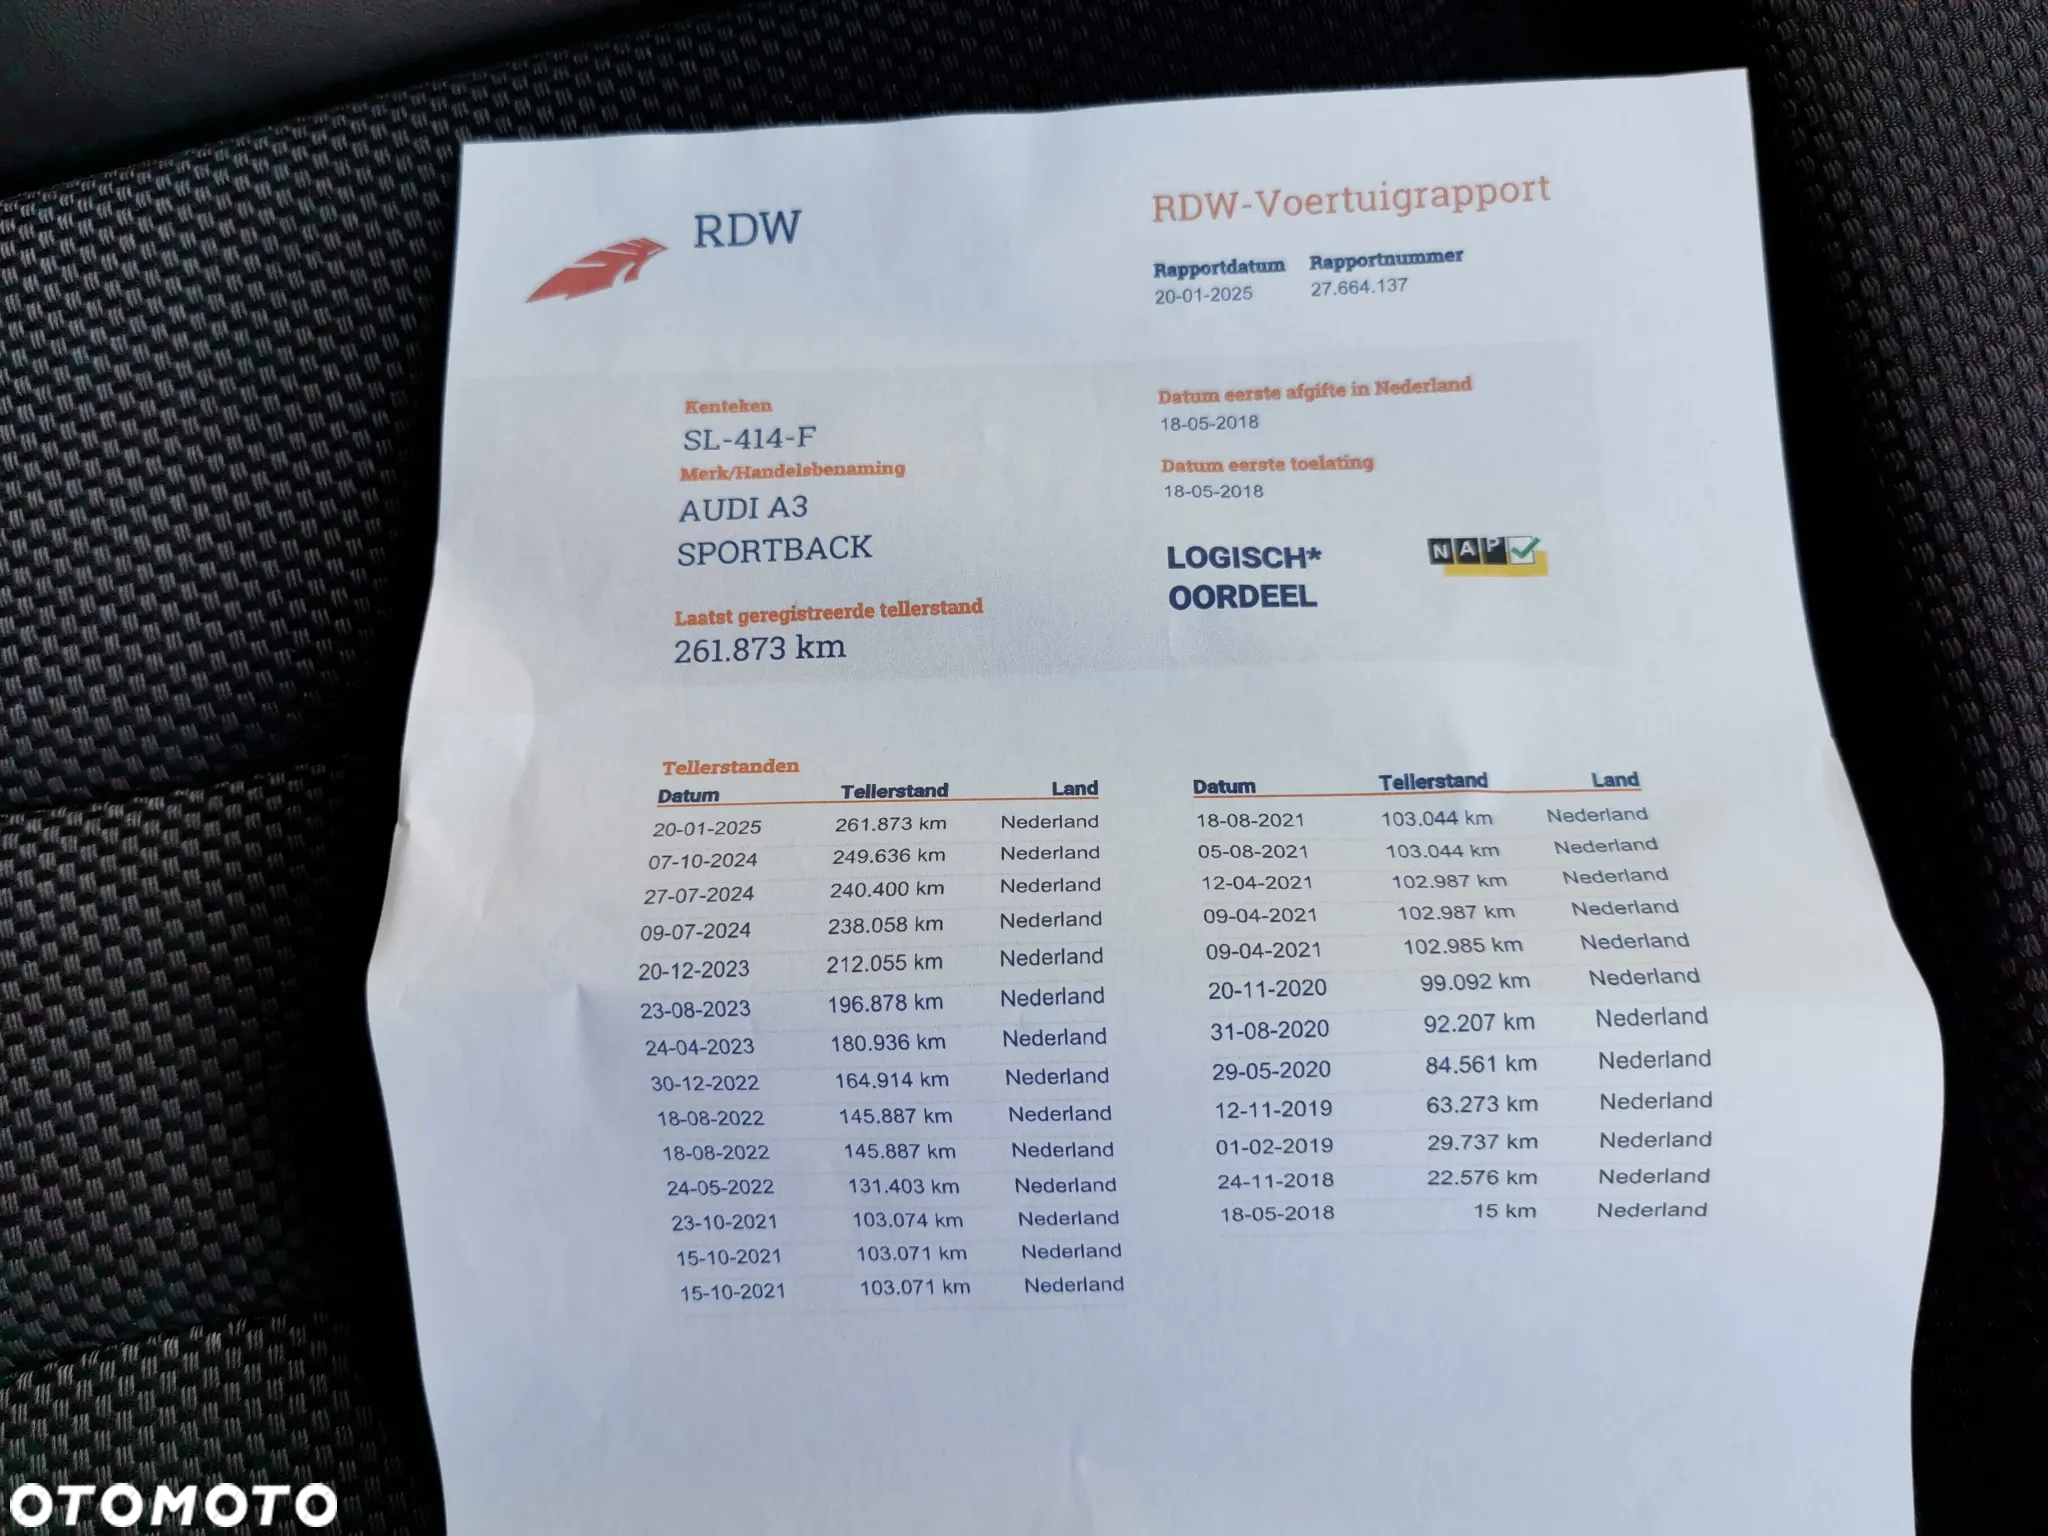 RDW
RDW-Voertuigrapport
Rapportdatum Rapportnummer
20-01-2025 27.664.137
Kenteken
SL-414-F
Merk/Handelsbenaming
AUDI A3
SPORTBACK
Laatst geregistreerde tellerstand
261.873 km
Datum eerste afgifte in Nederland
18-05-2018
Datum eerste toelating
18-05-2018
LOGISCH*
OORDEEL
NAP
Tellerstanden
Datum Tellerstand Land
20-01-2025 261.873 km Nederland
07-10-2024 249.636 km Nederland
27-07-2024 240.400 km Nederland
09-07-2024 238.058 km Nederland
20-12-2023 212.055 km Nederland
23-08-2023 196.878 km Nederland
24-04-2023 180.936 km Nederland
30-12-2022 164.914 km Nederland
18-08-2022 145.887 km Nederland
18-08-2022 145.887 km Nederland
24-05-2022 131.403 km Nederland
23-10-2021 103.074 km Nederland
15-10-2021 103.071 km Nederland
15-10-2021 103.071 km Nederland
Datum Tellerstand Land
18-08-2021 103.044 km Nederland
05-08-2021 103.044 km Nederland
12-04-2021 102.987 km Nederland
09-04-2021 102.987 km Nederland
09-04-2021 102.985 km Nederland
20-11-2020 99.092 km Nederland
31-08-2020 92.207 km Nederland
29-05-2020 84.561 km Nederland
12-11-2019 63.273 km Nederland
01-02-2019 29.737 km Nederland
24-11-2018 22.576 km Nederland
18-05-2018 15 km Nederland
OTOMOTO